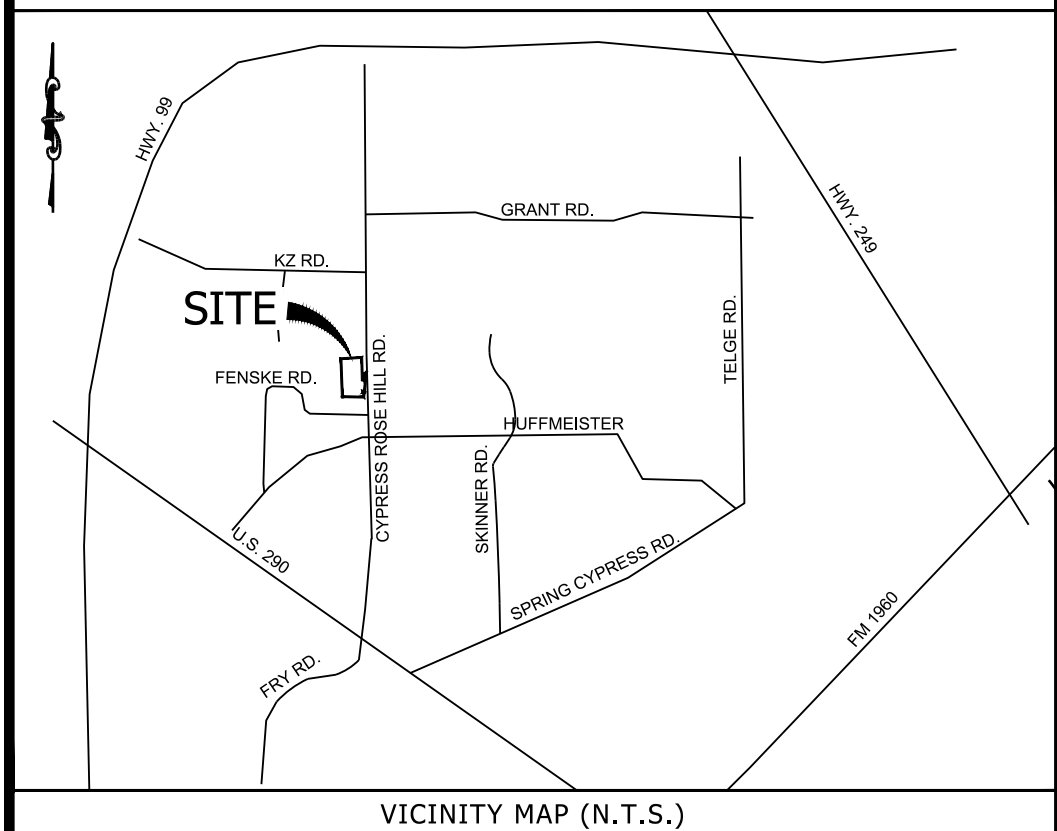 HWY. 99
GRANT RD.
HWY. 249
KZ RD.
SITE
TELGE RD.
FENSKE RD.
CYPRESS ROSE HILL RD.
HUFFMEISTER
SKINNER RD.
U.S. 290
SPRING CYPRESS RD.
FM 1960
FRY RD.
VICINITY MAP (N.T.S.)